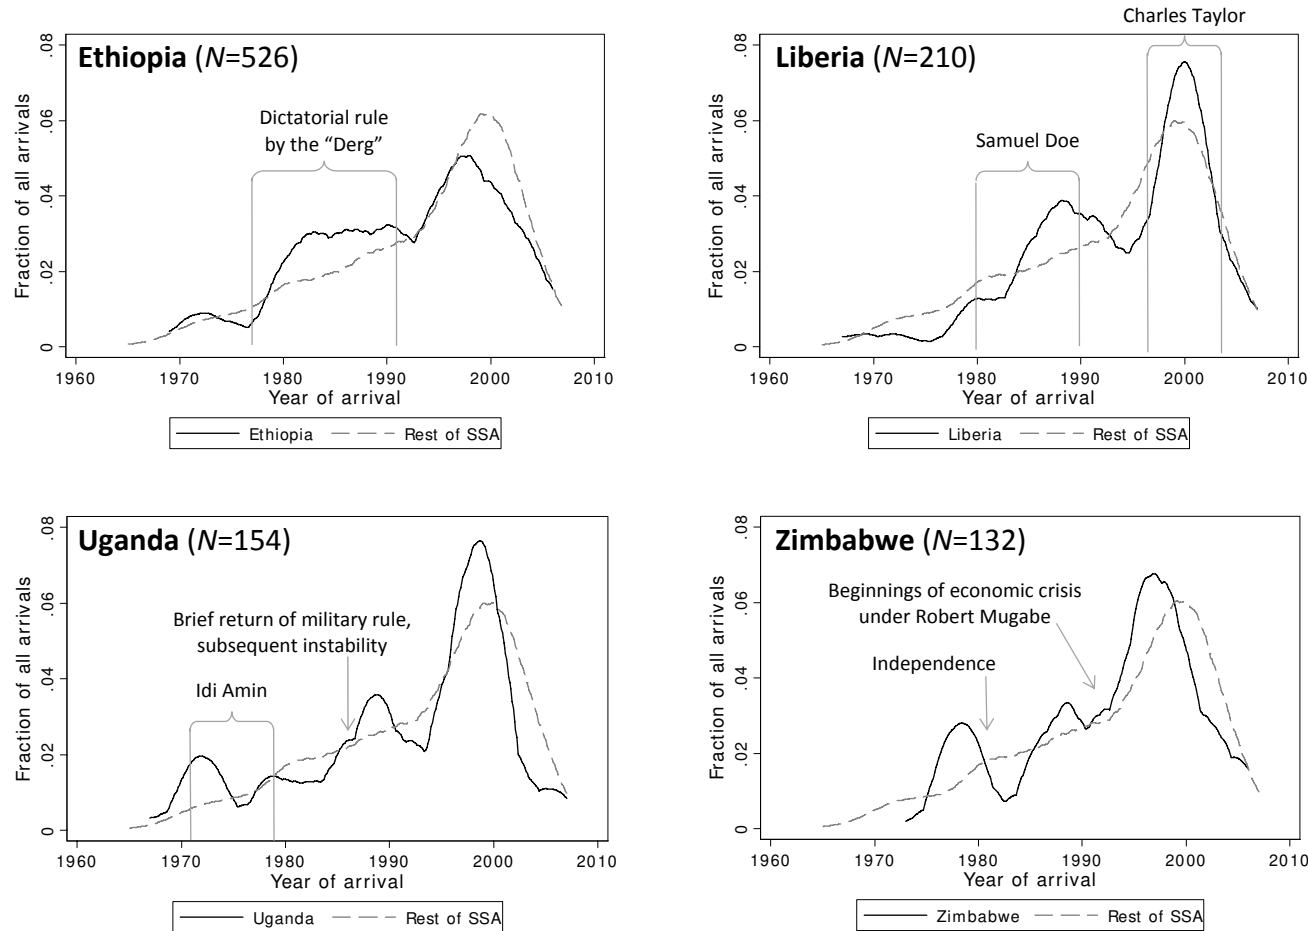 Ethiopia (N=526)
Dictatorial rule
by the “Derg”
Fraction of all arrivals
.08
.06
.04
.02
0
1960 1970 1980 1990 2000 2010
Year of arrival
Ethiopia Rest of SSA
Charles Taylor
Liberia (N=210)
Samuel Doe
Fraction of all arrivals
.08
.06
.04
.02
0
1960 1970 1980 1990 2000 2010
Year of arrival
Liberia Rest of SSA
Uganda (N=154)
Brief return of military rule,
subsequent instability
Idi Amin
Fraction of all arrivals
.08
.06
.04
.02
0
1960 1970 1980 1990 2000 2010
Year of arrival
Uganda Rest of SSA
Zimbabwe (N=132)
Beginnings of economic crisis
under Robert Mugabe
Independence
Fraction of all arrivals
.08
.06
.04
.02
0
1960 1970 1980 1990 2000 2010
Year of arrival
Zimbabwe Rest of SSA